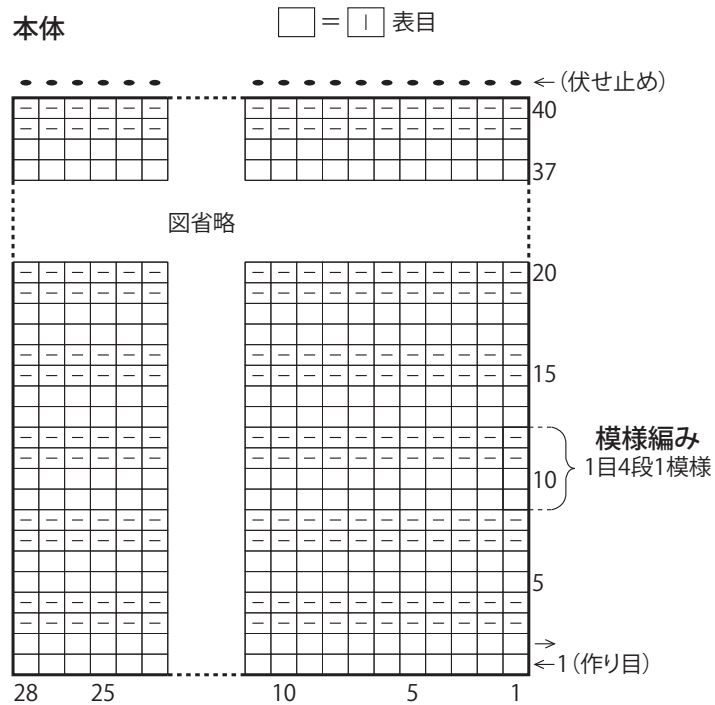 本体
□=| 表目
←(伏せ止め)
40
37
図省略
20
15
模様編み
1目4段1模様
10
5
→
←1(作り目)
28 25 10 5 1